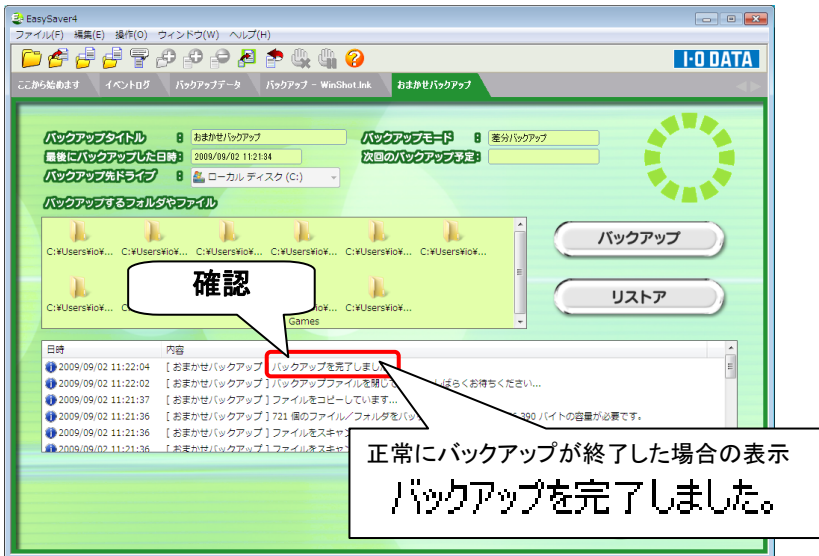 EasySaver4
ファイル(F) 編集(E) 操作(O) ウィンドウ(W) ヘルプ(H)
I-O DATA
ここから始めます イベントログ バックアップデータ バックアップ - WinShot.lnk おまかせバックアップ
バックアップタイトル : おまかせバックアップ バックアップモード : 差分バックアップ
最後にバックアップした日時: 2009/09/02 11:21:34 次回のバックアップ予定:
バックアップ先ドライブ : ローカル ディスク (C:)
バックアップするフォルダやファイル
C:¥Users¥io¥... C:¥Users¥io¥... C:¥Users¥io¥... C:¥Users¥io¥... C:¥Users¥io¥... C:¥Users¥io¥...
バックアップ
確認
リストア
C:¥Users¥io¥... C:¥Users¥io¥...
Games
日時 内容
2009/09/02 11:22:04 [ おまかせバックアップ ] バックアップを完了しました
2009/09/02 11:22:02 [ おまかせバックアップ ] バックアップファイルを閉じて しばらくお待ちください...
2009/09/02 11:21:37 [ おまかせバックアップ ] ファイルをコピーしています...
2009/09/02 11:21:36 [ おまかせバックアップ ] 721 個のファイル／フォルダをバッ 390 バイトの容量が必要です。
2009/09/02 11:21:36 [ おまかせバックアップ ] ファイルをスキャン
2009/09/02 11:21:36 [ おまかせバックアップ ] ファイルをスキャン
正常にバックアップが終了した場合の表示
バックアップを完了しました。